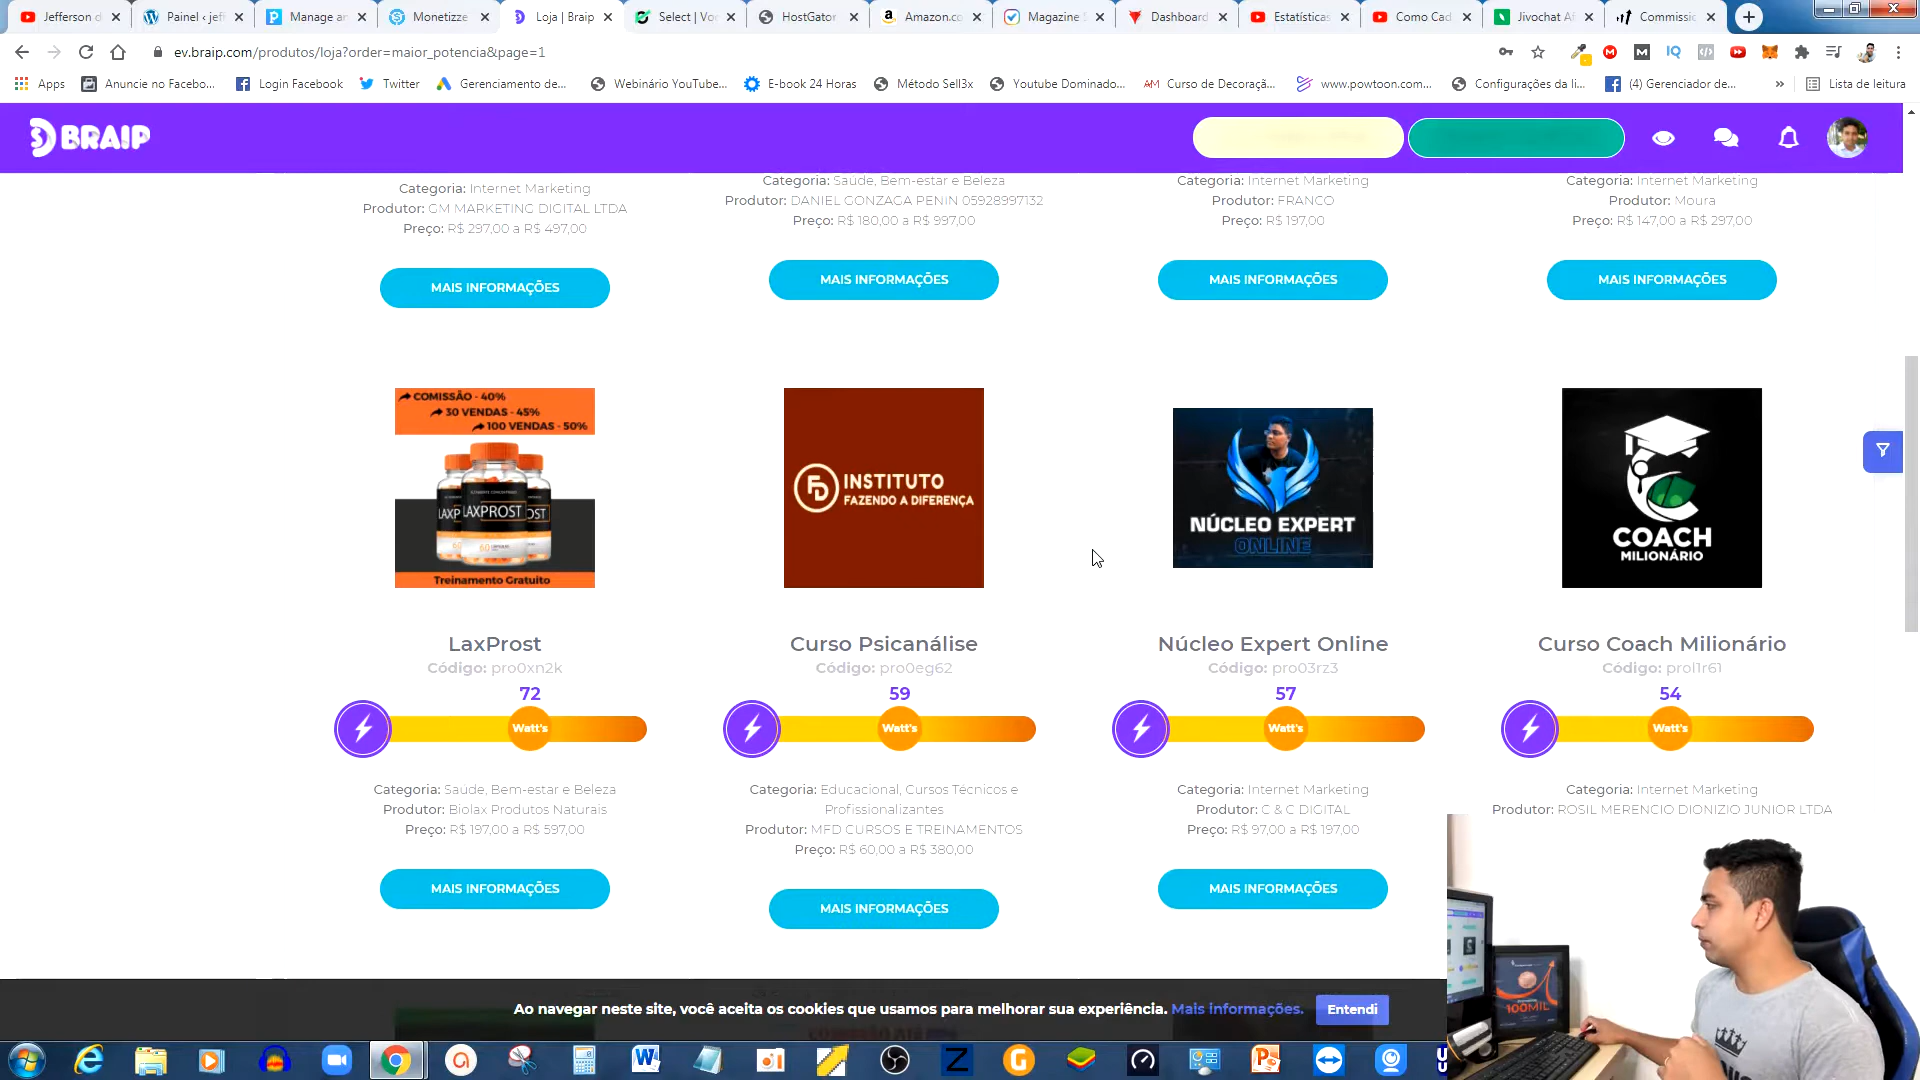 Jefferson d
Painel ‹ jeff
Manage an
Monetizze
Loja | Braip
Select | Voc
HostGator
Amazon.co
Magazine
Dashboard
Estatísticas
Como Cad
Jivochat Af
Commissio
ev.braip.com/produtos/loja?order=maior_potencia&page=1
Apps
Anuncie no Facebo...
Login Facebook
Twitter
Gerenciamento de...
Webinário YouTube...
E-book 24 Horas
Método Sell3x
Youtube Dominado...
AM Curso de Decoraçã...
www.powtoon.com...
Configurações da li...
(4) Gerenciador de...
»
Lista de leitura
BRAIP
Categoria: Internet Marketing
Produtor: GM MARKETING DIGITAL LTDA
Preço: R$ 297,00 a R$ 497,00
MAIS INFORMAÇÕES
Categoria: Saúde, Bem-estar e Beleza
Produtor: DANIEL GONZAGA PENIN 05928997132
Preço: R$ 180,00 a R$ 997,00
MAIS INFORMAÇÕES
Categoria: Internet Marketing
Produtor: FRANCO
Preço: R$ 197,00
MAIS INFORMAÇÕES
Categoria: Internet Marketing
Produtor: Moura
Preço: R$ 147,00 a R$ 297,00
MAIS INFORMAÇÕES
COMISSÃO - 40%
30 VENDAS - 45%
100 VENDAS - 50%
LAXPROST
Treinamento Gratuito
LaxProst
Código: pro0xn2k
72
Watt's
Categoria: Saúde, Bem-estar e Beleza
Produtor: Biolax Produtos Naturais
Preço: R$ 197,00 a R$ 597,00
MAIS INFORMAÇÕES
FD
INSTITUTO
FAZENDO A DIFERENÇA
Curso Psicanálise
Código: pro0eg62
59
Watt's
Categoria: Educacional, Cursos Técnicos e
Profissionalizantes
Produtor: MFD CURSOS E TREINAMENTOS
Preço: R$ 60,00 a R$ 380,00
MAIS INFORMAÇÕES
NÚCLEO EXPERT
ONLINE
Núcleo Expert Online
Código: pro03rz3
57
Watt's
Categoria: Internet Marketing
Produtor: C & C DIGITAL
Preço: R$ 97,00 a R$ 197,00
MAIS INFORMAÇÕES
COACH
MILIONÁRIO
Curso Coach Milionário
Código: prol1r61
54
Watt's
Categoria: Internet Marketing
Produtor: ROSIL MERENCIO DIONIZIO JUNIOR LTDA
100MIL
Ao navegar neste site, você aceita os cookies que usamos para melhorar sua experiência. Mais informações.
Entendi